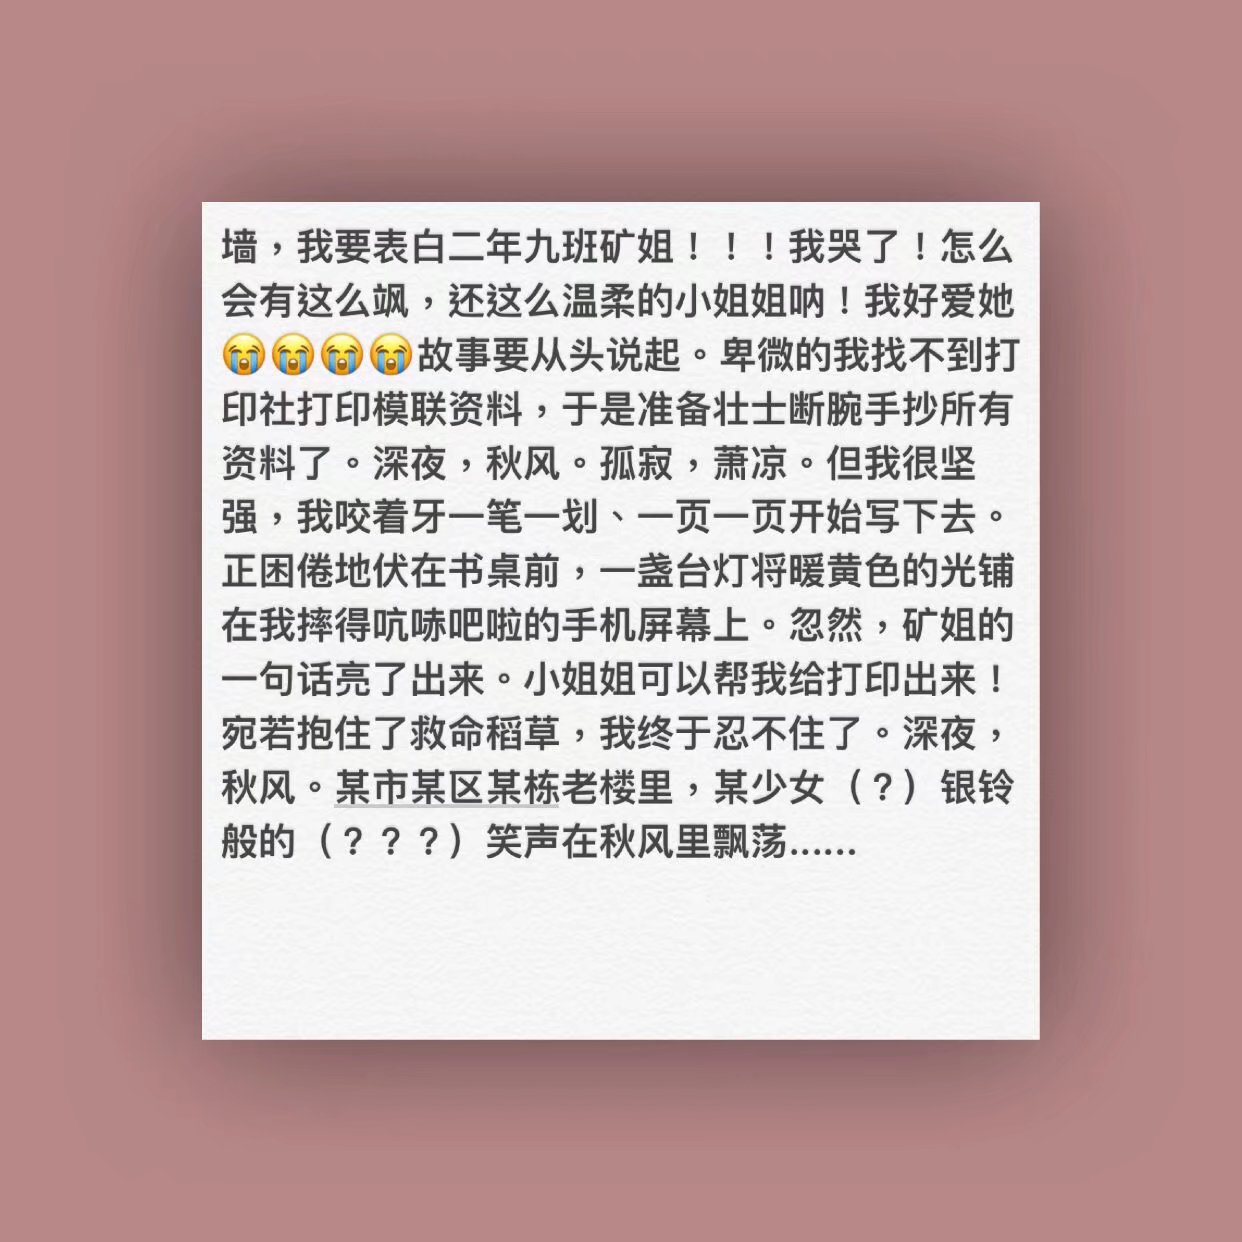 墙，我要表白二年九班矿姐！！！我哭了！怎么
会有这么飒，还这么温柔的小姐姐呐！我好爱她
😭😭😭😭故事要从头说起。卑微的我找不到打
印社打印模联资料，于是准备壮士断腕手抄所有
资料了。深夜，秋风。孤寂，萧凉。但我很坚
强，我咬着牙一笔一划、一页一页开始写下去。
正困倦地伏在书桌前，一盏台灯将暖黄色的光铺
在我摔得吭哧吧啦的手机屏幕上。忽然，矿姐的
一句话亮了出来。小姐姐可以帮我给打印出来！
宛若抱住了救命稻草，我终于忍不住了。深夜，
秋风。某市某区某栋老楼里，某少女（？）银铃
般的（？？？）笑声在秋风里飘荡……